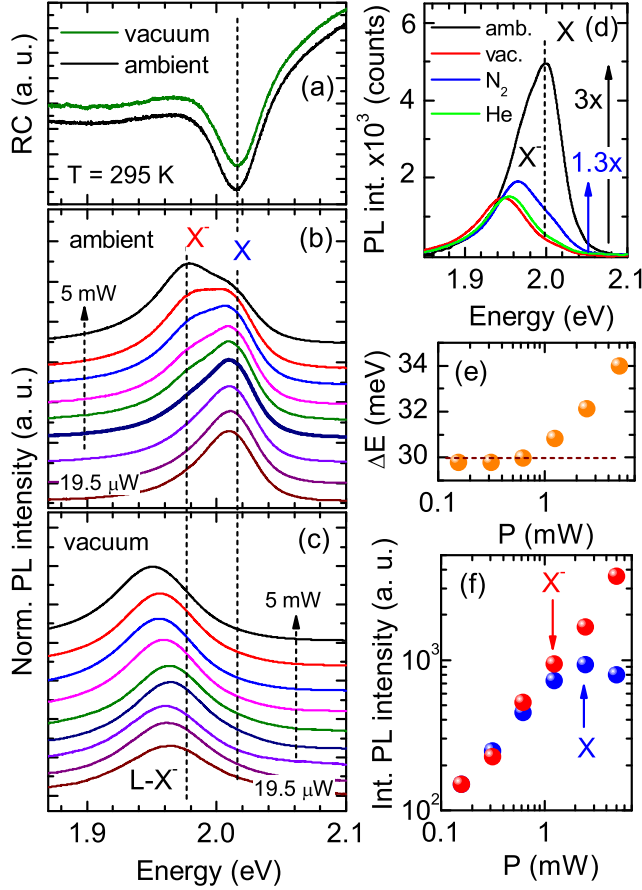 RC (a. u.)
vacuum
ambient
(a)
T = 295 K
Norm. PL intensity (a. u.)
ambient
X⁻
X
(b)
5 mW
19.5 μW
vacuum
(c)
5 mW
L-X⁻
19.5 μW
1.9
2.0
2.1
Energy (eV)
PL int. x10³ (counts)
6
4
2
0
amb.
vac.
N₂
He
X
(d)
X⁻
3x
1.3x
1.9
2.0
2.1
Energy (eV)
ΔE (meV)
34
32
30
(e)
0.1
1
P (mW)
Int. PL intensity (a. u.)
10³
10²
(f)
X⁻
X
0.1
1
P (mW)